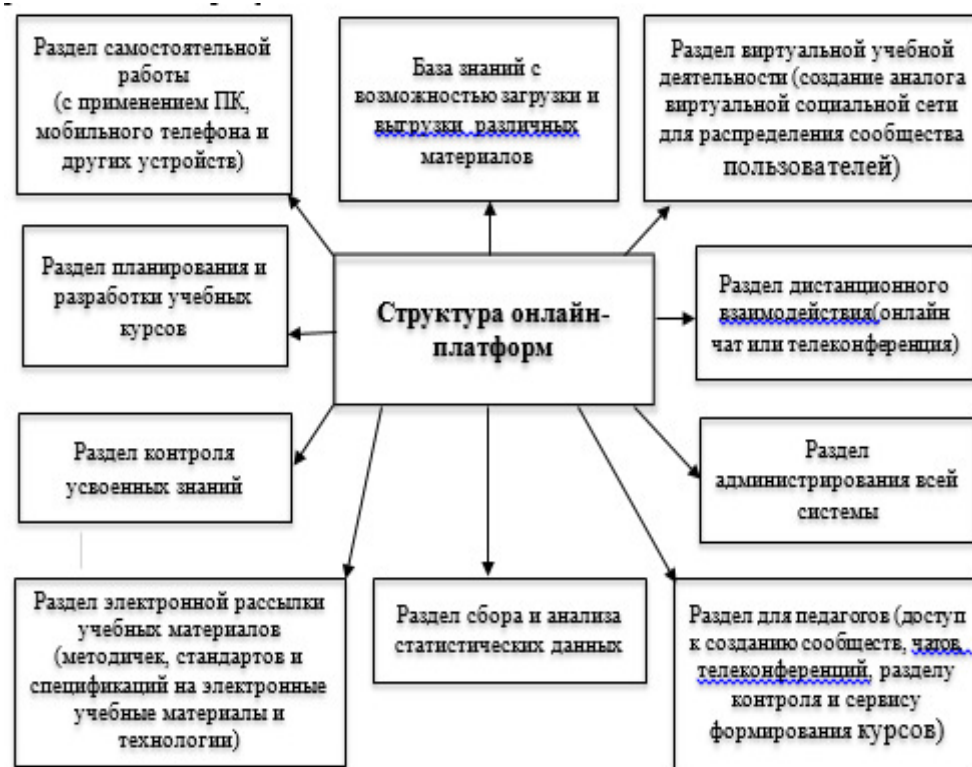 Раздел самостоятельной
работы
(с применением ПК,
мобильного телефона и
других устройств)
База знаний с
возможностью загрузки и
выгрузки различных
материалов
Раздел виртуальной учебной
деятельности (создание аналога
виртуальной социальной сети
для распределения сообщества
пользователей)
Раздел планирования и
разработки учебных
курсов
Структура онлайн-
платформ
Раздел дистанционного
взаимодействия(онлайн
чат или телеконференция)
Раздел контроля
усвоенных знаний
Раздел
администрирования всей
системы
Раздел электронной рассылки
учебных материалов
(методичек, стандартов и
спецификаций на электронные
учебные материалы и
технологии)
Раздел сбора и анализа
статистических данных
Раздел для педагогов (доступ
к созданию сообществ, чатов,
телеконференций, разделу
контроля и сервису
формирования курсов)